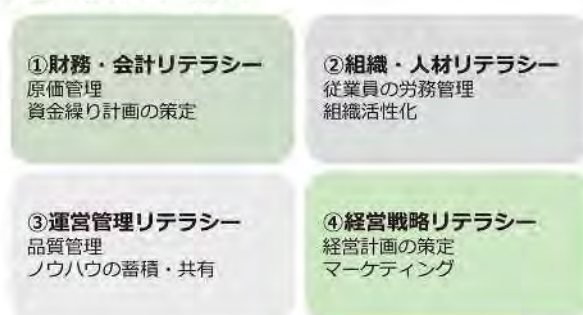 ①財務・会計リテラシー
原価管理
資金繰り計画の策定
②組織・人材リテラシー
従業員の労務管理
組織活性化
③運営管理リテラシー
品質管理
ノウハウの蓄積・共有
④経営戦略リテラシー
経営計画の策定
マーケティング